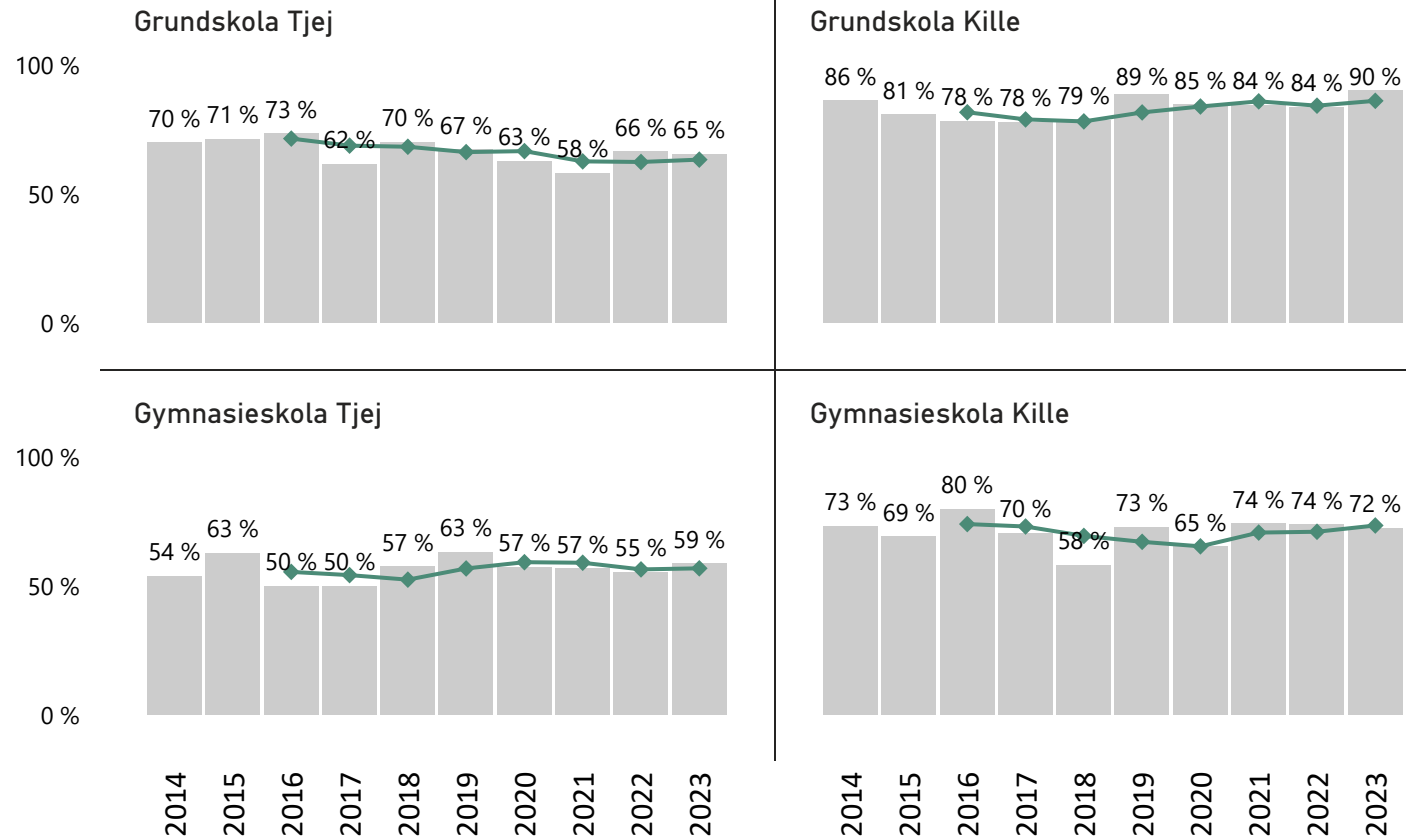 Grundskola Tjej
100 %
50 %
0 %
70 % 71 % 73 % 62 % 70 % 67 % 63 % 58 % 66 % 65 %
Grundskola Kille
86 % 81 % 78 % 78 % 79 % 89 % 85 % 84 % 84 % 90 %
Gymnasieskola Tjej
100 %
50 %
0 %
54 % 63 % 50 % 50 % 57 % 63 % 57 % 57 % 55 % 59 %
2014 2015 2016 2017 2018 2019 2020 2021 2022 2023
Gymnasieskola Kille
73 % 69 % 80 % 70 % 58 % 73 % 65 % 74 % 74 % 72 %
2014 2015 2016 2017 2018 2019 2020 2021 2022 2023